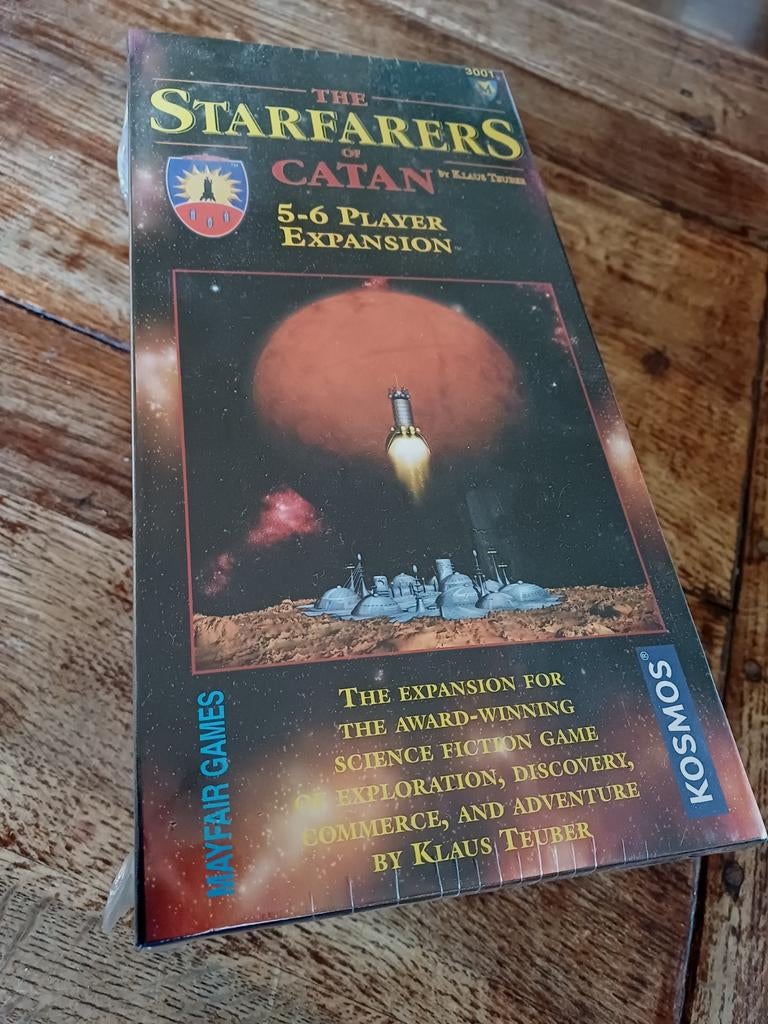 3001
THE
STARFARERS
OF
CATAN BY KLAUS TEUBER
5-6 PLAYER
EXPANSION™
THE EXPANSION FOR
THE AWARD-WINNING
SCIENCE FICTION GAME
OF EXPLORATION, DISCOVERY,
COMMERCE, AND ADVENTURE
BY KLAUS TEUBER
MAYFAIR GAMES
KOSMOS®